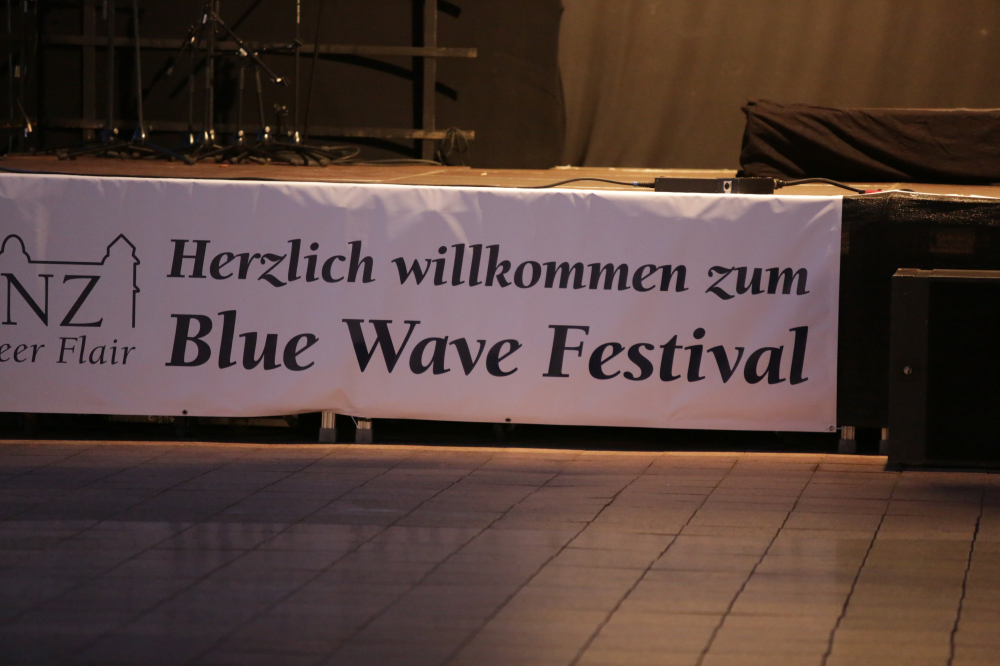 NZ
eer Flair
Herzlich willkommen zum
Blue Wave Festival